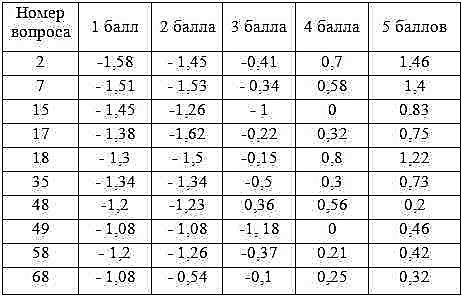 Номер вопроса 1 балл 2 балла 3 балла 4 балла 5 баллов
2 -1,58 - 1,45 -0,41 0,7 1,46
7 - 1,51 - 1,53 - 0,34 0,58 1,4
15 - 1,45 -1,26 - 1 0 0,83
17 - 1,38 -1,62 -0,22 0,32 0,75
18 - 1,3 - 1,5 -0,15 0,8 1,22
35 - 1,34 - 1,34 -0,5 0,3 0,73
48 -1,2 -1,23 0,36 0,56 0,2
49 - 1,08 - 1,08 -1,18 0 0,46
58 - 1,2 - 1,26 -0,37 0,21 0,42
68 - 1,08 - 0,54 -0,1 0,25 0,32